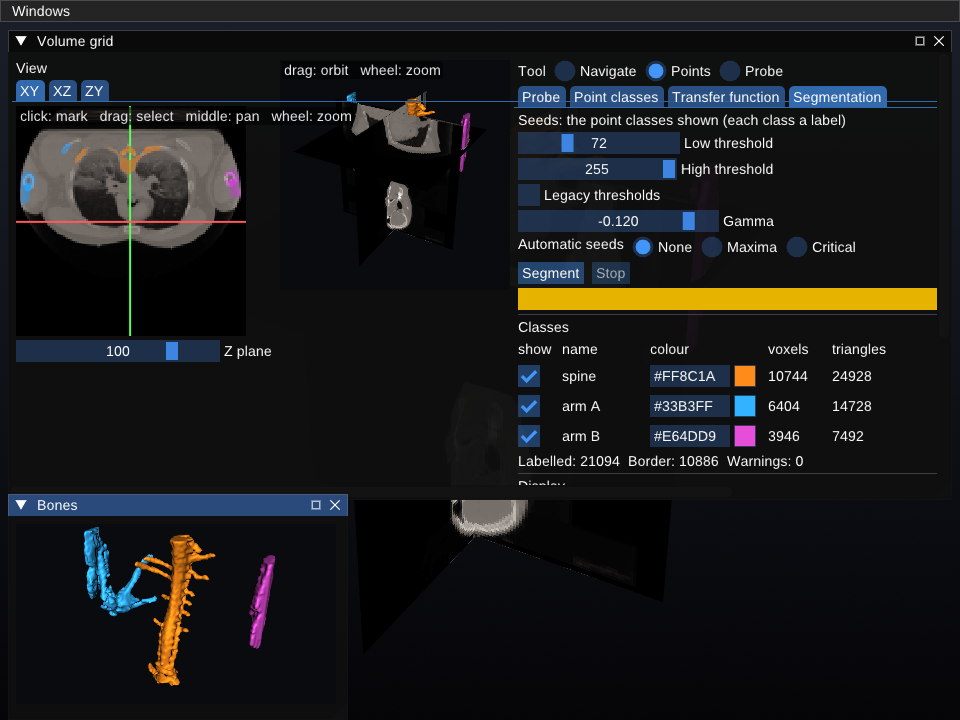 Windows
Volume grid
View
XY XZ ZY
click: mark drag: select middle: pan wheel: zoom
100 Z plane
drag: orbit wheel: zoom
Tool Navigate Points Probe
Probe Point classes Transfer function Segmentation
Seeds: the point classes shown (each class a label)
72 Low threshold
255 High threshold
Legacy thresholds
-0.120 Gamma
Automatic seeds None Maxima Critical
Segment Stop
Classes
show name colour voxels triangles
spine #FF8C1A 10744 24928
arm A #33B3FF 6404 14728
arm B #E64DD9 3946 7492
Labelled: 21094 Border: 10886 Warnings: 0
Display
Bones